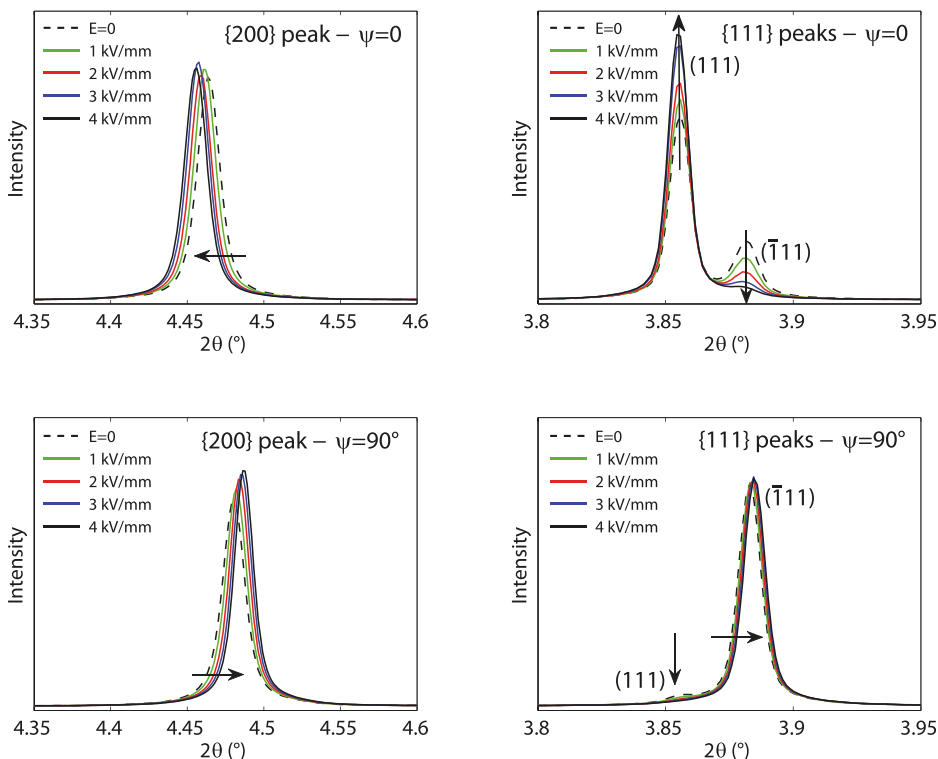 {200} peak – ψ=0
E=0
1 kV/mm
2 kV/mm
3 kV/mm
4 kV/mm
Intensity
4.35 4.4 4.45 4.5 4.55 4.6
2θ (°)
{111} peaks – ψ=0
E=0
1 kV/mm
2 kV/mm
3 kV/mm
4 kV/mm
(111)
(1̅11)
Intensity
3.8 3.85 3.9 3.95
2θ (°)
{200} peak – ψ=90°
E=0
1 kV/mm
2 kV/mm
3 kV/mm
4 kV/mm
Intensity
4.35 4.4 4.45 4.5 4.55 4.6
2θ (°)
{111} peaks – ψ=90°
E=0
1 kV/mm
2 kV/mm
3 kV/mm
4 kV/mm
(1̅11)
(111)
Intensity
3.8 3.85 3.9 3.95
2θ (°)